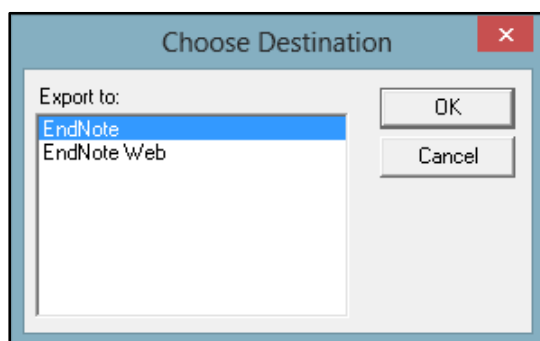 Choose Destination
Export to:
EndNote
EndNote Web
OK
Cancel